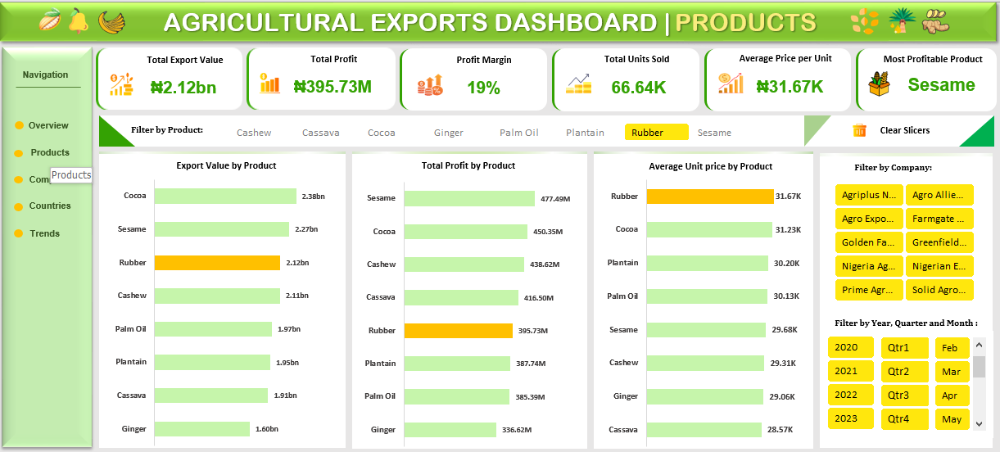 AGRICULTURAL EXPORTS DASHBOARD | PRODUCTS
Navigation
Overview
Products
Com
Products
Countries
Trends
Total Export Value
₦2.12bn
Total Profit
₦395.73M
Profit Margin
19%
Total Units Sold
66.64K
Average Price per Unit
₦31.67K
Most Profitable Product
Sesame
Filter by Product:
Cashew
Cassava
Cocoa
Ginger
Palm Oil
Plantain
Rubber
Sesame
Clear Slicers
Export Value by Product
Cocoa 2.38bn
Sesame 2.27bn
Rubber 2.12bn
Cashew 2.11bn
Palm Oil 1.97bn
Plantain 1.95bn
Cassava 1.91bn
Ginger 1.60bn
Total Profit by Product
Sesame 477.49M
Cocoa 450.35M
Cashew 438.62M
Cassava 416.50M
Rubber 395.73M
Plantain 387.74M
Palm Oil 385.39M
Ginger 336.62M
Average Unit price by Product
Rubber 31.67K
Cocoa 31.23K
Plantain 30.20K
Palm Oil 30.13K
Sesame 29.68K
Cashew 29.31K
Ginger 29.06K
Cassava 28.57K
Filter by Company:
Agriplus N... Agro Allie...
Agro Expo... Farmgate ...
Golden Fa... Greenfield...
Nigeria Ag... Nigerian E...
Prime Agr... Solid Agro...
Filter by Year, Quarter and Month :
2020 Qtr1 Feb
2021 Qtr2 Mar
2022 Qtr3 Apr
2023 Qtr4 May